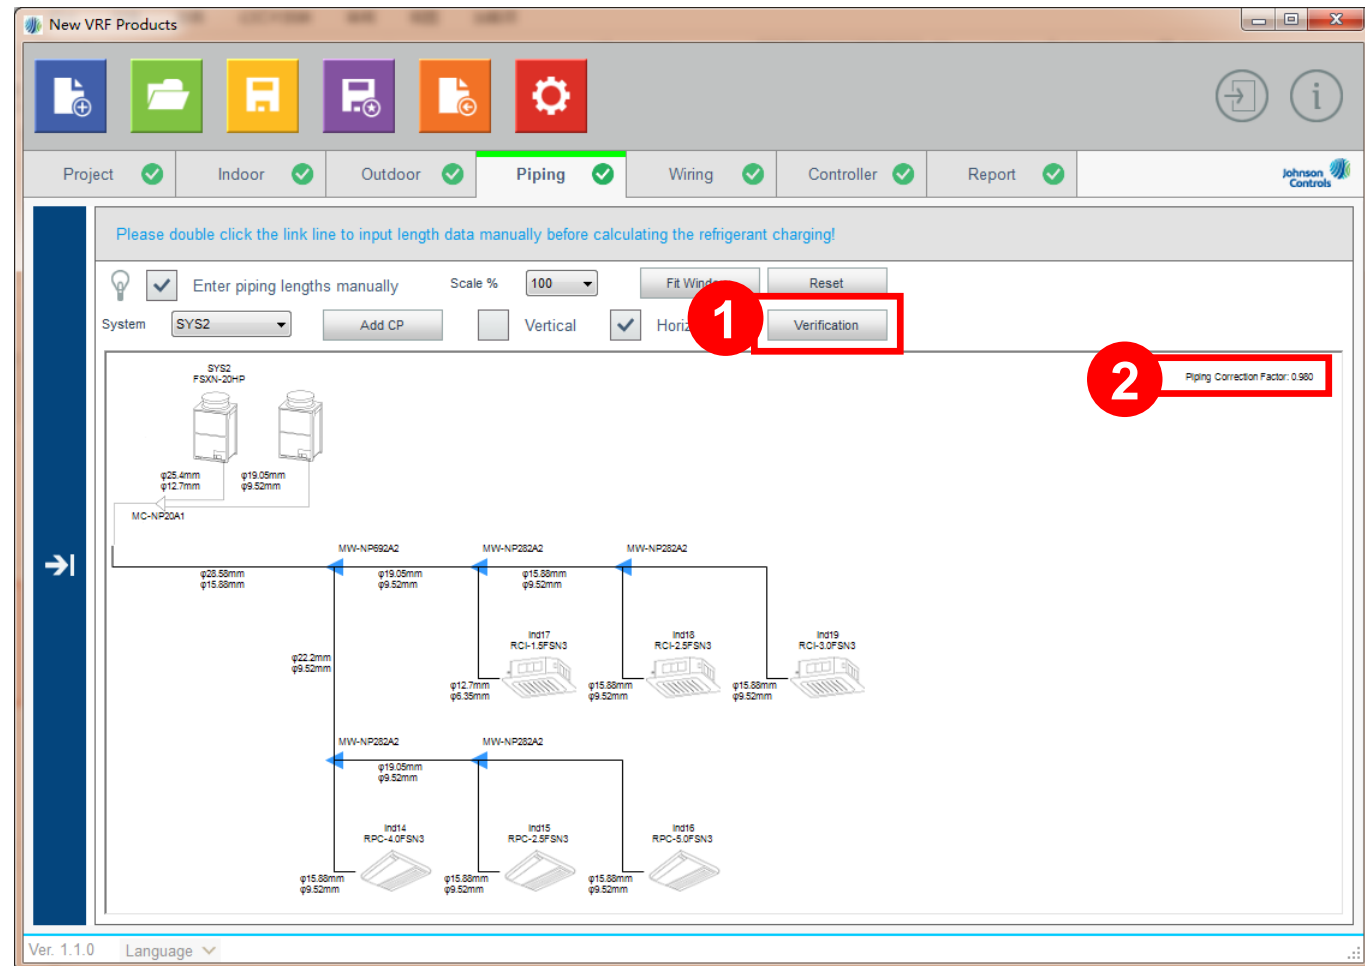 New VRF Products
Project
Indoor
Outdoor
Piping
Wiring
Controller
Report
Johnson
Controls
Please double click the link line to input length data manually before calculating the refrigerant charging!
Enter piping lengths manually
Scale %
100
Fit Window
Reset
System
SYS2
Add CP
Vertical
Horiz
1
Verification
2
Piping Correction Factor: 0.980
SYS2
FSXN-20HP
φ25.4mm
φ12.7mm
φ19.05mm
φ9.52mm
MC-NP20A1
MW-NP692A2
MW-NP282A2
MW-NP282A2
φ28.58mm
φ15.88mm
φ19.05mm
φ9.52mm
φ15.88mm
φ9.52mm
Ind17
RCI-1.5FSN3
Ind18
RCI-2.5FSN3
Ind19
RCI-3.0FSN3
φ22.2mm
φ9.52mm
φ12.7mm
φ6.35mm
φ15.88mm
φ9.52mm
φ15.88mm
φ9.52mm
MW-NP282A2
MW-NP282A2
φ19.05mm
φ9.52mm
Ind14
RPC-4.0FSN3
Ind15
RPC-2.5FSN3
Ind16
RPC-5.0FSN3
φ15.88mm
φ9.52mm
φ15.88mm
φ9.52mm
φ15.88mm
φ9.52mm
Ver. 1.1.0
Language